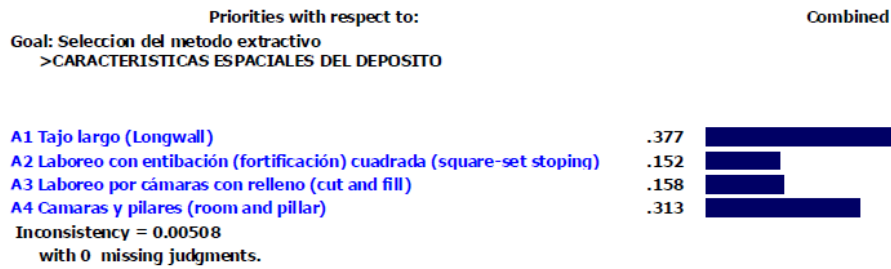 Priorities with respect to: Combined
Goal: Seleccion del metodo extractivo
>CARACTERISTICAS ESPACIALES DEL DEPOSITO
A1 Tajo largo (Longwall) .377
A2 Laboreo con entibación (fortificación) cuadrada (square-set stoping) .152
A3 Laboreo por cámaras con relleno (cut and fill) .158
A4 Camaras y pilares (room and pillar) .313
Inconsistency = 0.00508
with 0 missing judgments.